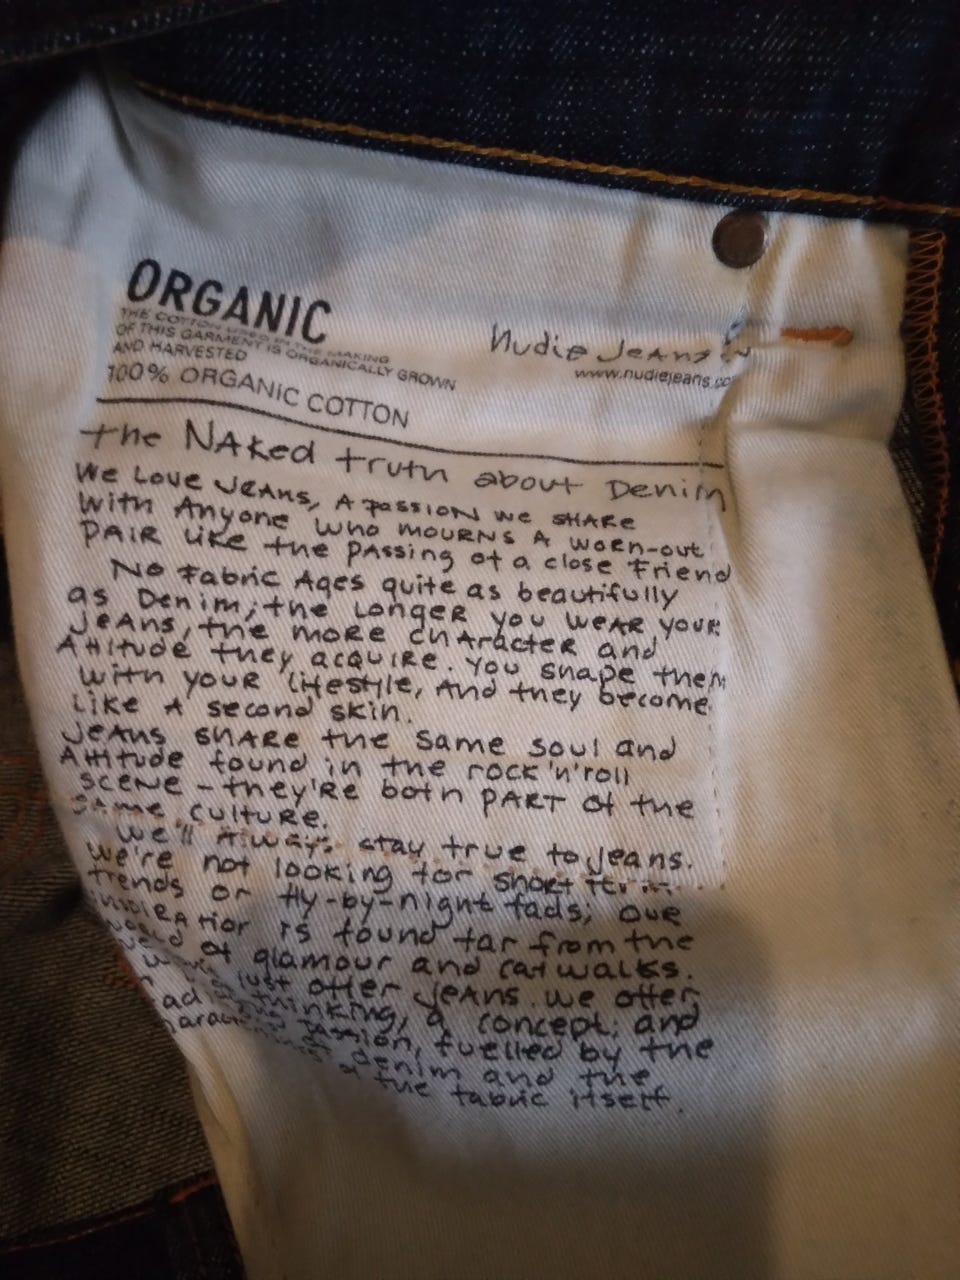 ORGANIC
THE COTTON USED IN THE MAKING
OF THIS GARMENT IS ORGANICALLY GROWN
AND HARVESTED
100% ORGANIC COTTON
Nudie Jeans
www.nudiejeans.co
the NAKed truth about Denim
We Love JEANS, A PASSION we SHARE
With Anyone Who MOURNS A worn-out
PAIR LIKE the PASSING of a close Friend
No Fabric Ages quite as beautifully
as Denim; the LONGER you WEAR YOUR
JEANS, the more cHARACTER and
Attitude they acquire. You shape them
With your lifestyle, And they become
Like A second skin.
JEANS SHARE the Same soul and
Attitude found in the rock'n'roll
scene - they'Re both PART of the
SAME culture.
We'll Always stay true to Jeans.
We're not looking for short term
trends or fly-by-night fads; our
is found far from the
world of glamour and catwalks.
just offer JEANS. we offer
thinking, a concept; and
passion, fuelled by the
denim and the
of the fabric itself.